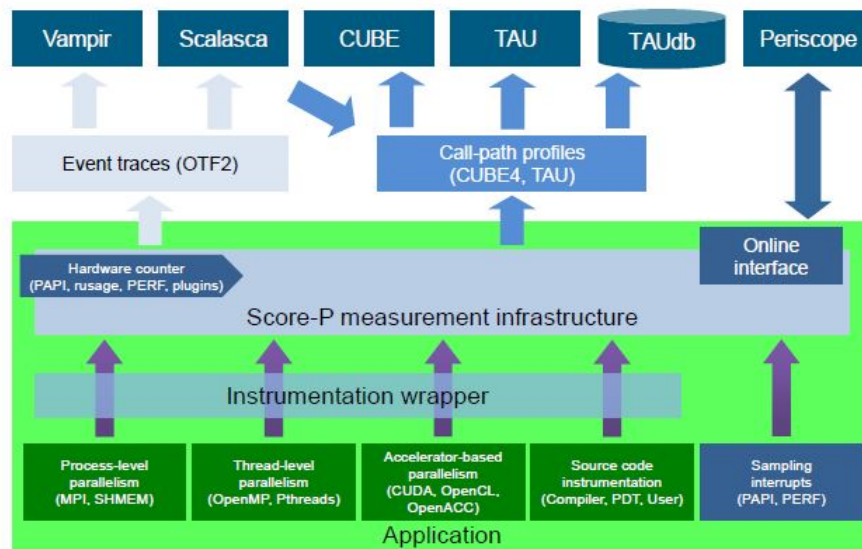 Vampir
Scalasca
CUBE
TAU
TAUdb
Periscope
Event traces (OTF2)
Call-path profiles
(CUBE4, TAU)
Online
interface
Hardware counter
(PAPI, rusage, PERF, plugins)
Score-P measurement infrastructure
Instrumentation wrapper
Process-level
parallelism
(MPI, SHMEM)
Thread-level
parallelism
(OpenMP, Pthreads)
Accelerator-based
parallelism
(CUDA, OpenCL,
OpenACC)
Source code
instrumentation
(Compiler, PDT, User)
Sampling
interrupts
(PAPI, PERF)
Application